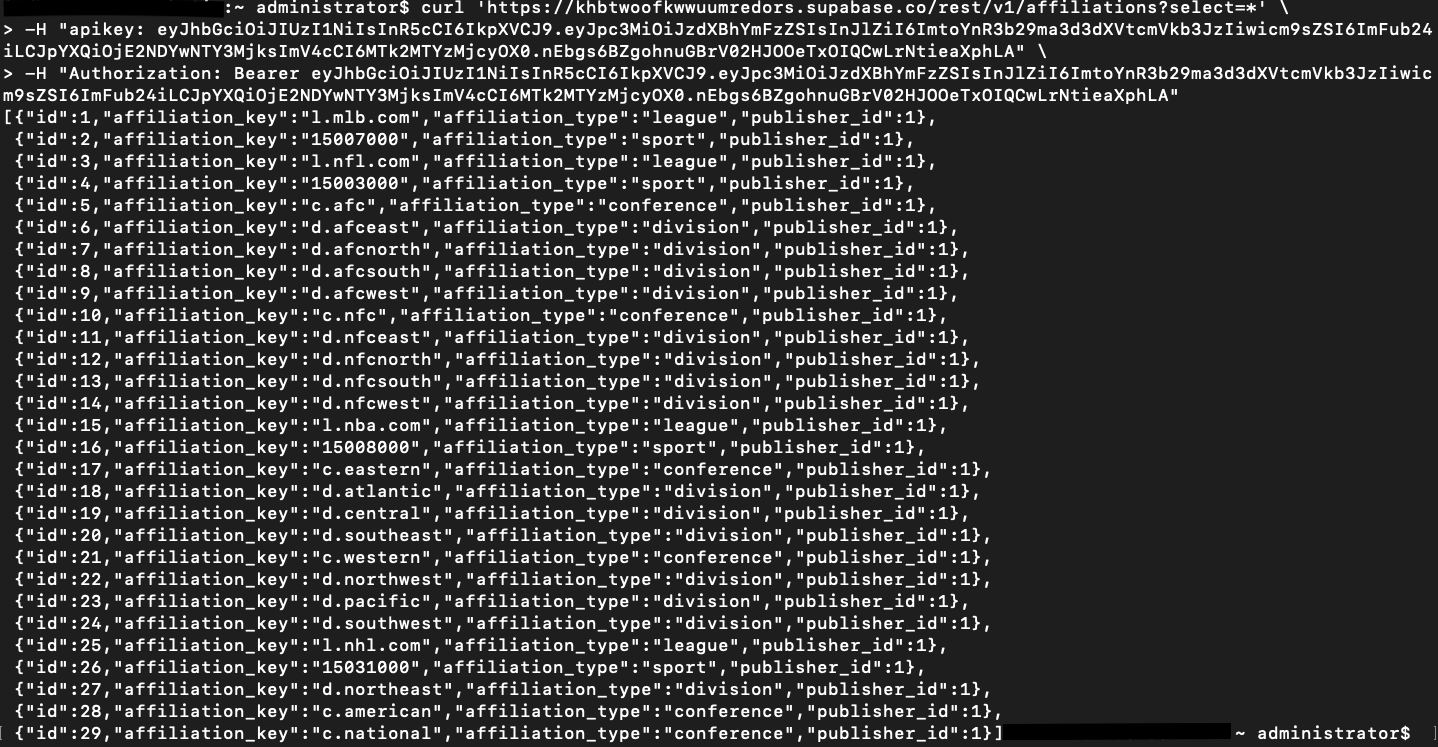 :~ administrator$ curl 'https://khbtwoofkwwuumredors.supabase.co/rest/v1/affiliations?select=*' \
> -H "apikey: eyJhbGciOiJIUzI1NiIsInR5cCI6IkpXVCJ9.eyJpc3MiOiJzdXBhYmFzZSIsInJlZiI6ImtoYnR3b29ma3d3dXVtcmVkb3JzIiwicm9sZSI6ImFub24
iLCJpYXQiOjE2NDYwNTY3MjksImV4cCI6MTk2MTYzMjcyOX0.nEbgs6BZgohnuGBrV02HJOOeTxOIQCwLrNtieaXphLA" \
> -H "Authorization: Bearer eyJhbGciOiJIUzI1NiIsInR5cCI6IkpXVCJ9.eyJpc3MiOiJzdXBhYmFzZSIsInJlZiI6ImtoYnR3b29ma3d3dXVtcmVkb3JzIiwic
m9sZSI6ImFub24iLCJpYXQiOjE2NDYwNTY3MjksImV4cCI6MTk2MTYzMjcyOX0.nEbgs6BZgohnuGBrV02HJOOeTxOIQCwLrNtieaXphLA"
[{"id":1,"affiliation_key":"l.mlb.com","affiliation_type":"league","publisher_id":1},
{"id":2,"affiliation_key":"15007000","affiliation_type":"sport","publisher_id":1},
{"id":3,"affiliation_key":"l.nfl.com","affiliation_type":"league","publisher_id":1},
{"id":4,"affiliation_key":"15003000","affiliation_type":"sport","publisher_id":1},
{"id":5,"affiliation_key":"c.afc","affiliation_type":"conference","publisher_id":1},
{"id":6,"affiliation_key":"d.afceast","affiliation_type":"division","publisher_id":1},
{"id":7,"affiliation_key":"d.afcnorth","affiliation_type":"division","publisher_id":1},
{"id":8,"affiliation_key":"d.afcsouth","affiliation_type":"division","publisher_id":1},
{"id":9,"affiliation_key":"d.afcwest","affiliation_type":"division","publisher_id":1},
{"id":10,"affiliation_key":"c.nfc","affiliation_type":"conference","publisher_id":1},
{"id":11,"affiliation_key":"d.nfceast","affiliation_type":"division","publisher_id":1},
{"id":12,"affiliation_key":"d.nfcnorth","affiliation_type":"division","publisher_id":1},
{"id":13,"affiliation_key":"d.nfcsouth","affiliation_type":"division","publisher_id":1},
{"id":14,"affiliation_key":"d.nfcwest","affiliation_type":"division","publisher_id":1},
{"id":15,"affiliation_key":"l.nba.com","affiliation_type":"league","publisher_id":1},
{"id":16,"affiliation_key":"15008000","affiliation_type":"sport","publisher_id":1},
{"id":17,"affiliation_key":"c.eastern","affiliation_type":"conference","publisher_id":1},
{"id":18,"affiliation_key":"d.atlantic","affiliation_type":"division","publisher_id":1},
{"id":19,"affiliation_key":"d.central","affiliation_type":"division","publisher_id":1},
{"id":20,"affiliation_key":"d.southeast","affiliation_type":"division","publisher_id":1},
{"id":21,"affiliation_key":"c.western","affiliation_type":"conference","publisher_id":1},
{"id":22,"affiliation_key":"d.northwest","affiliation_type":"division","publisher_id":1},
{"id":23,"affiliation_key":"d.pacific","affiliation_type":"division","publisher_id":1},
{"id":24,"affiliation_key":"d.southwest","affiliation_type":"division","publisher_id":1},
{"id":25,"affiliation_key":"l.nhl.com","affiliation_type":"league","publisher_id":1},
{"id":26,"affiliation_key":"15031000","affiliation_type":"sport","publisher_id":1},
{"id":27,"affiliation_key":"d.northeast","affiliation_type":"division","publisher_id":1},
{"id":28,"affiliation_key":"c.american","affiliation_type":"conference","publisher_id":1},
{"id":29,"affiliation_key":"c.national","affiliation_type":"conference","publisher_id":1}] ~ administrator$